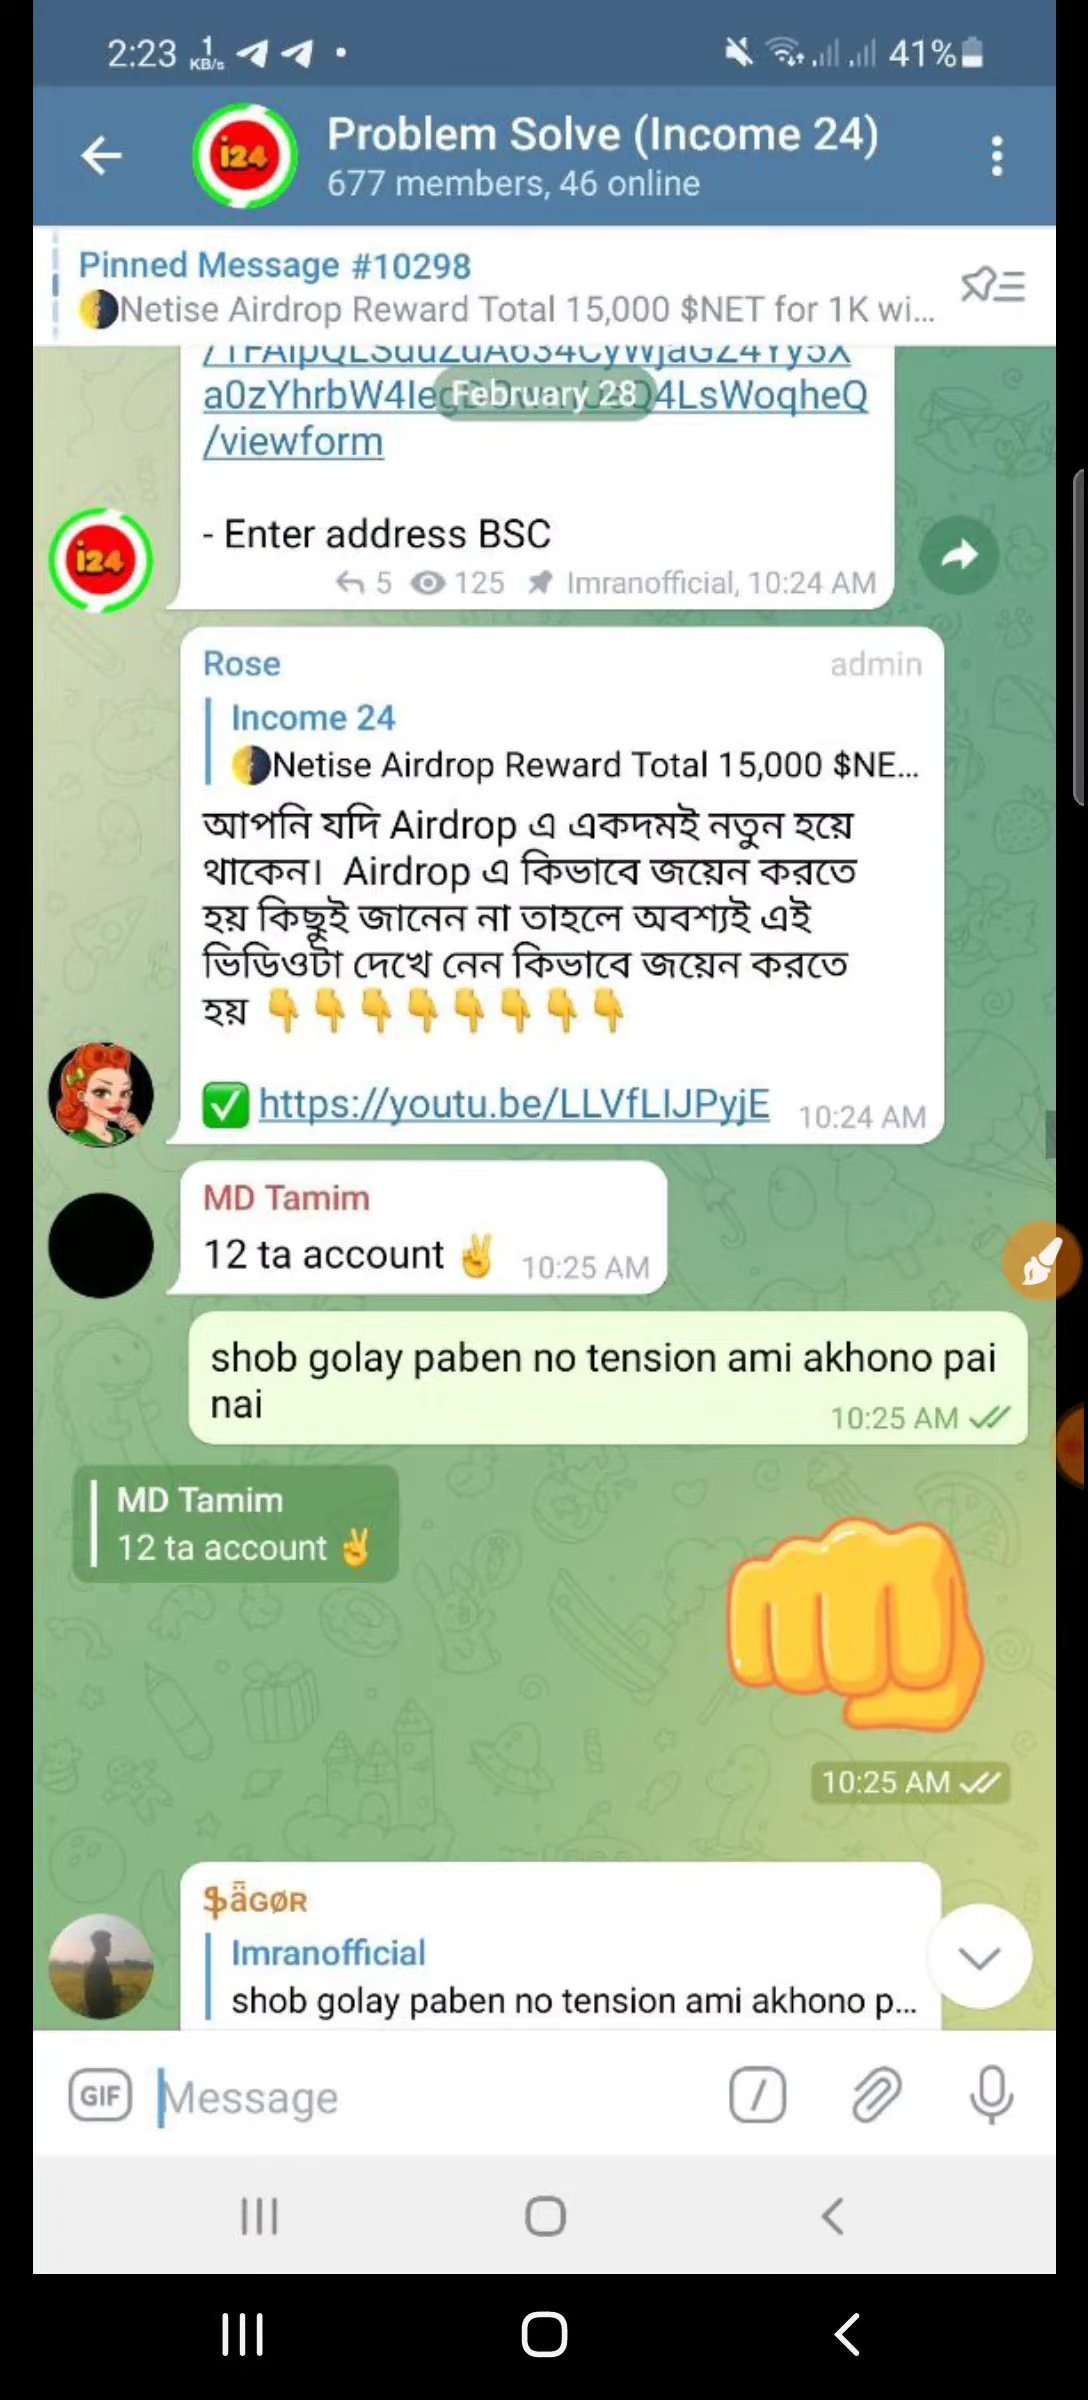 2:23 1 KB/s 41%
i24 Problem Solve (Income 24)
677 members, 46 online
Pinned Message #10298
Netise Airdrop Reward Total 15,000 $NET for 1K wi...
a0zYhrbW4Ie 4LsWoqheQ
February 28
/viewform
- Enter address BSC
i24
5 125 Imranofficial, 10:24 AM
Rose admin
Income 24
Netise Airdrop Reward Total 15,000 $NE...
আপনি যদি Airdrop এ একদমই নতুন হয়ে
থাকেন। Airdrop এ কিভাবে জয়েন করতে
হয় কিছুই জানেন না তাহলে অবশ্যই এই
ভিডিওটা দেখে নেন কিভাবে জয়েন করতে
হয় 👇👇👇👇👇👇👇👇
✅ https://youtu.be/LLVfLIJPyjE 10:24 AM
MD Tamim
12 ta account ✌ 10:25 AM
shob golay paben no tension ami akhono pai
nai
10:25 AM
MD Tamim
12 ta account ✌
10:25 AM
$ǟɢØʀ
Imranofficial
shob golay paben no tension ami akhono p...
GIF Message /